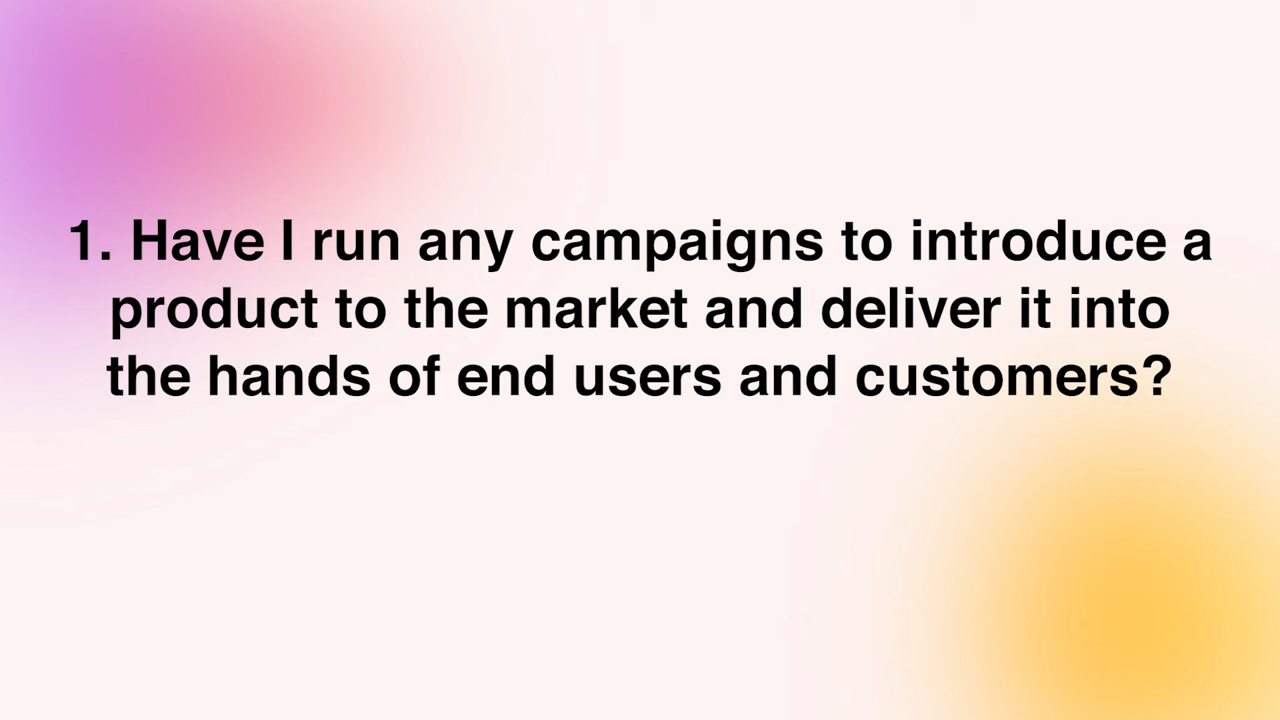 1. Have I run any campaigns to introduce a
product to the market and deliver it into
the hands of end users and customers?